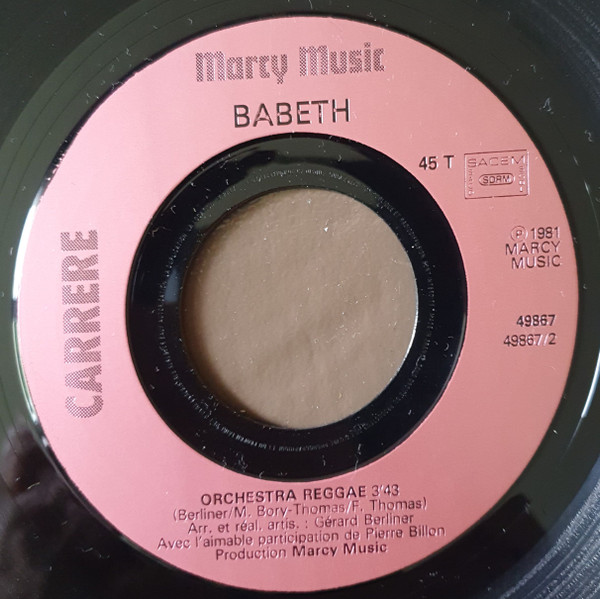 Marcy Music
BABETH
45 T
SACEM
SDRM
CARRERE
℗ 1981
MARCY
MUSIC
49867
49867/2
ORCHESTRA REGGAE 3'43
(Berliner/M. Bory-Thomas/F. Thomas)
Arr. et réal. artis. : Gérard Berliner
Avec l'aimable participation de Pierre Billon
Production Marcy Music